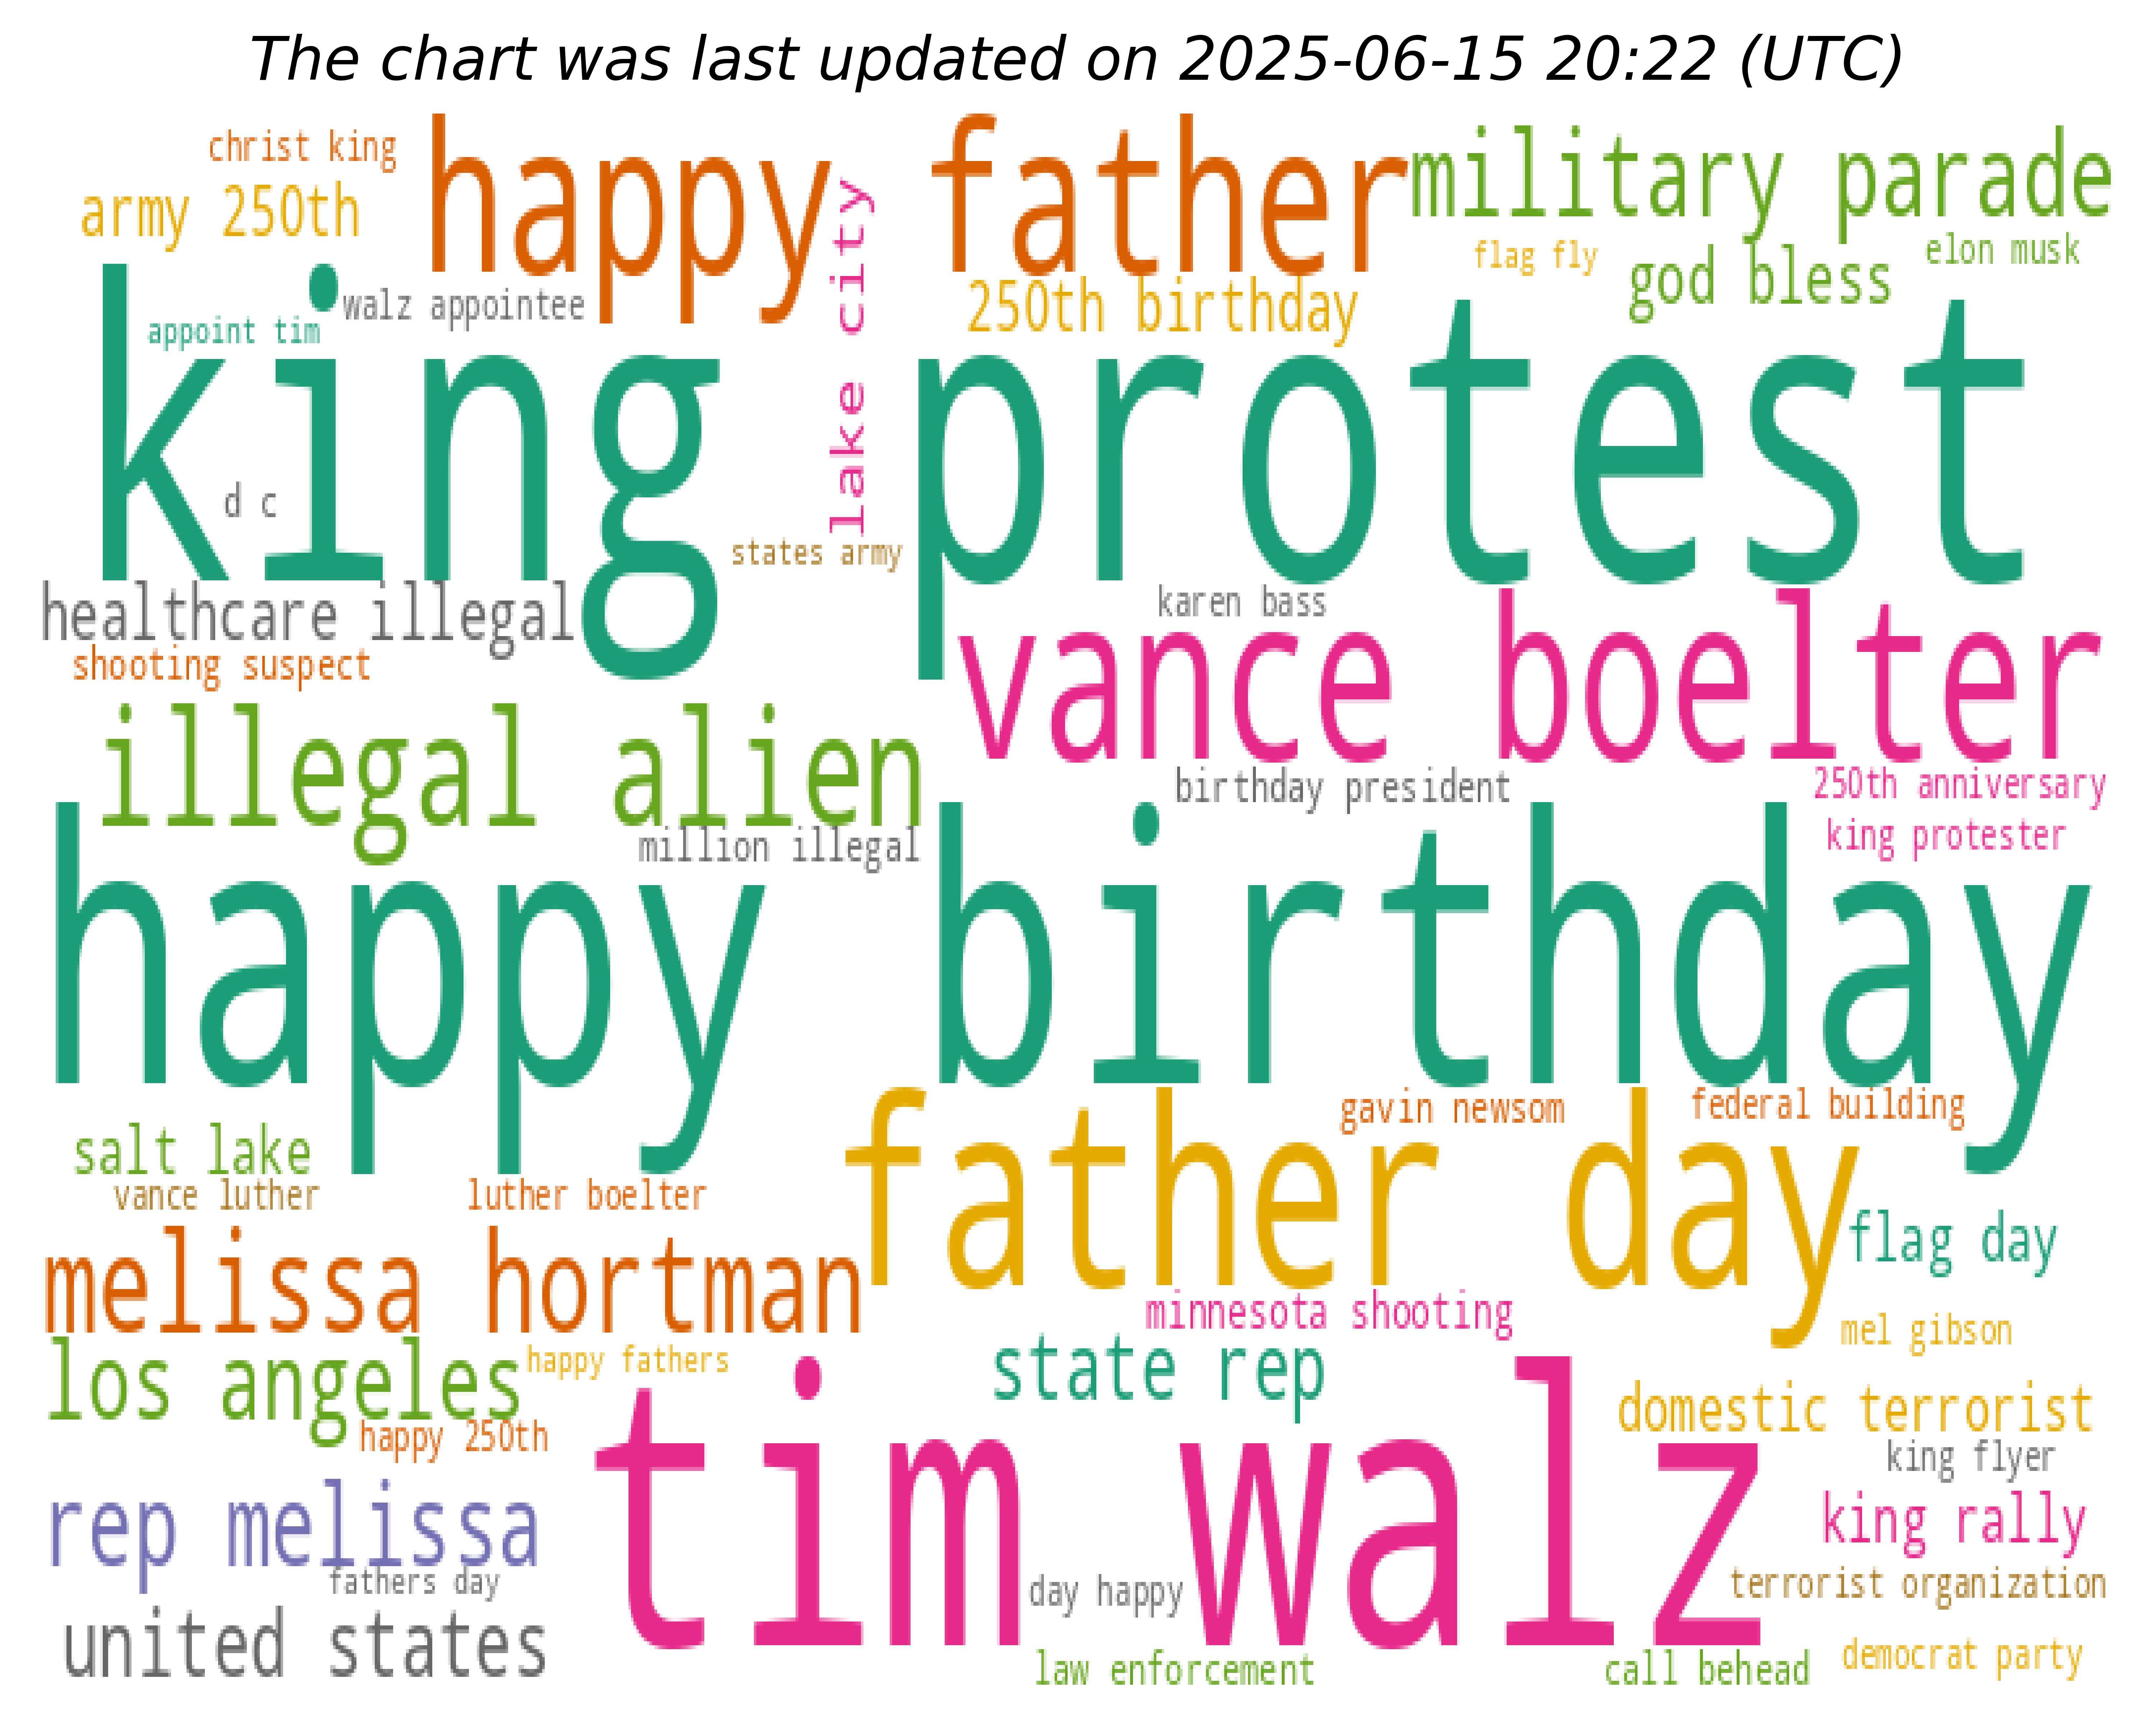 The chart was last updated on 2025-06-15 20:22 (UTC)
christ king
happy father
military parade
army 250th
lake city
flag fly
elon musk
god bless
walz appointee
250th birthday
appoint tim
king protest
d c
states army
healthcare illegal
karen bass
shooting suspect
vance boelter
illegal alien
birthday president
250th anniversary
million illegal
king protester
happy birthday
gavin newsom
federal building
salt lake
father day
vance luther
luther boelter
flag day
melissa hortman
minnesota shooting
mel gibson
los angeles
happy fathers
state rep
domestic terrorist
happy 250th
king flyer
tim walz
rep melissa
king rally
fathers day
day happy
terrorist organization
united states
law enforcement
call behead
democrat party